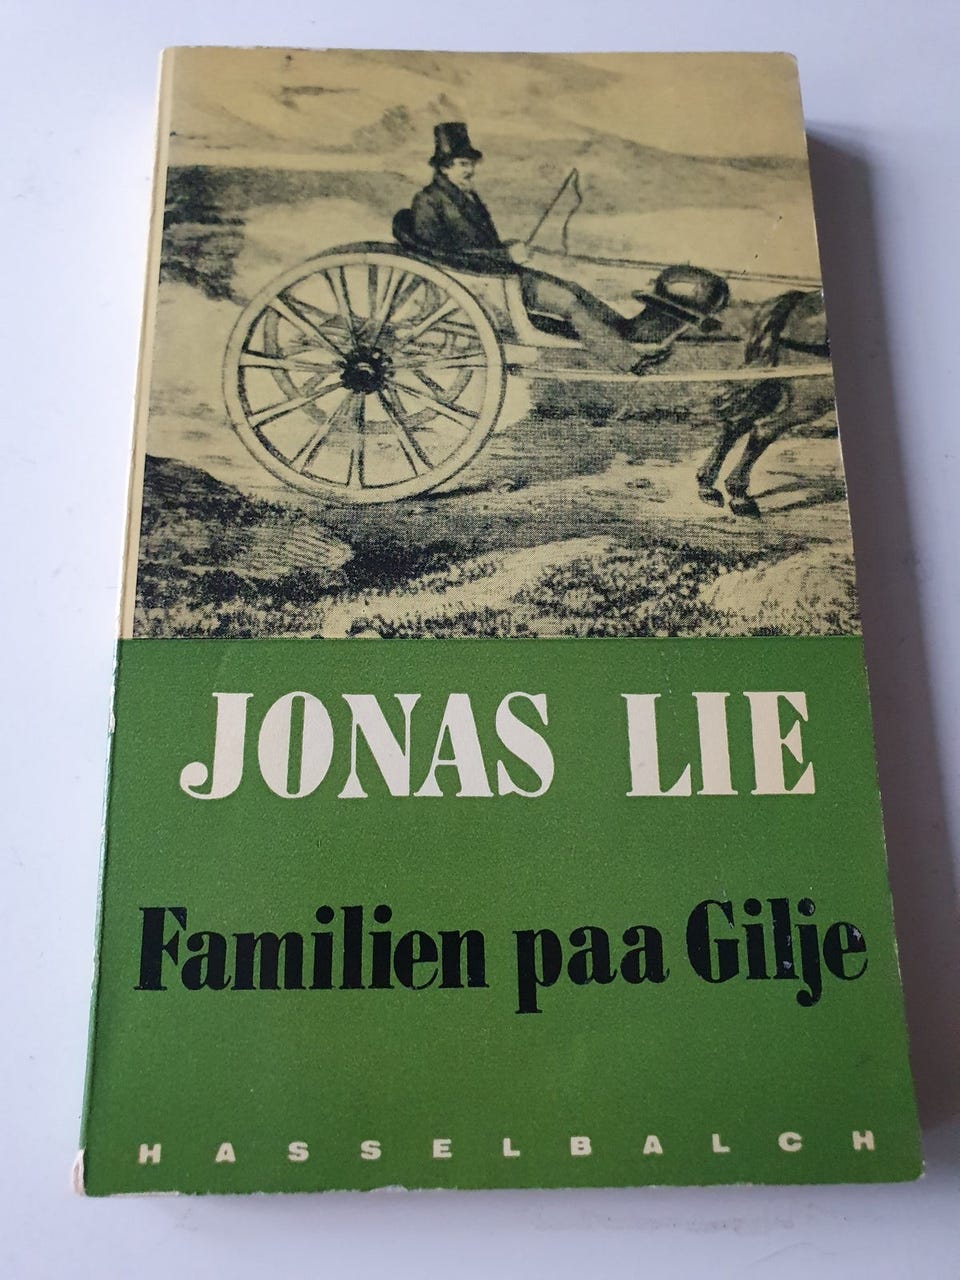 JONAS LIE
Familien paa Gilje
HASSELBALCH